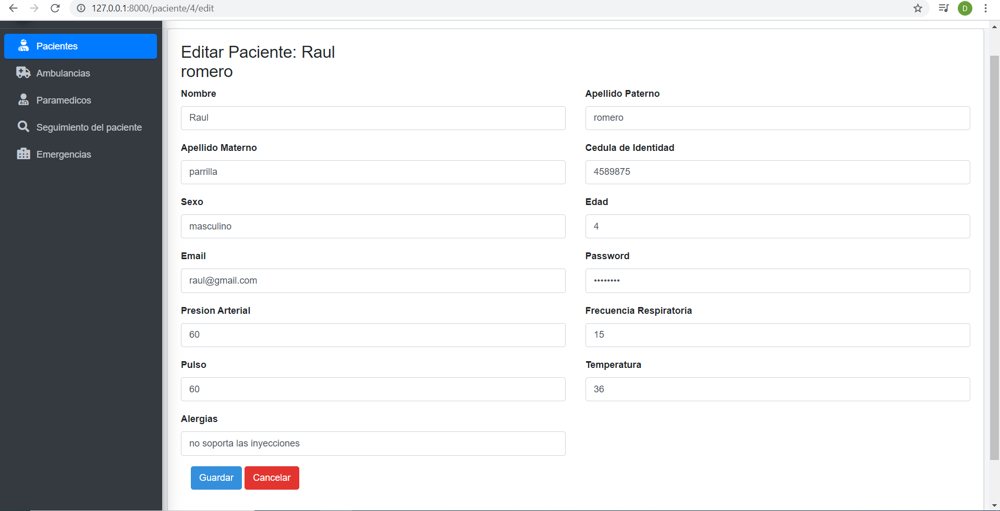 127.0.0.1:8000/paciente/4/edit
D
Pacientes
Ambulancias
Paramedicos
Seguimiento del paciente
Emergencias
Editar Paciente: Raul
romero
Nombre
Apellido Paterno
Raul
romero
Apellido Materno
Cedula de Identidad
parrilla
4589875
Sexo
Edad
masculino
4
Email
Password
raul@gmail.com
••••••••
Presion Arterial
Frecuencia Respiratoria
60
15
Pulso
Temperatura
60
36
Alergias
no soporta las inyecciones
Guardar
Cancelar